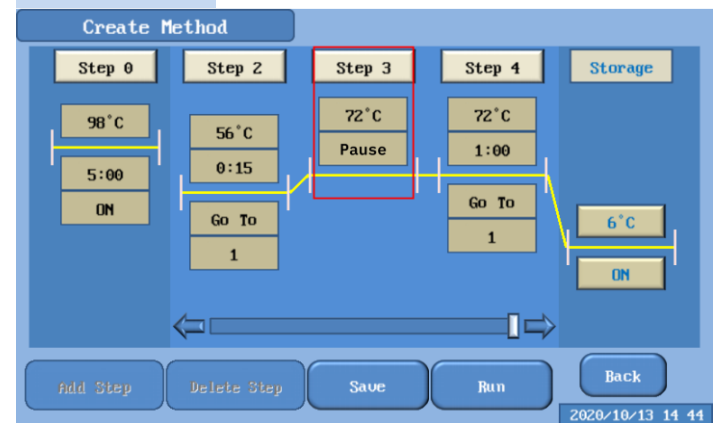 Create Method
Step 0
98°C
5:00
ON
Step 2
56°C
0:15
Go To
1
Step 3
72°C
Pause
Step 4
72°C
1:00
Go To
1
Storage
6°C
ON
Add Step
Delete Step
Save
Run
Back
2020/10/13 14 44